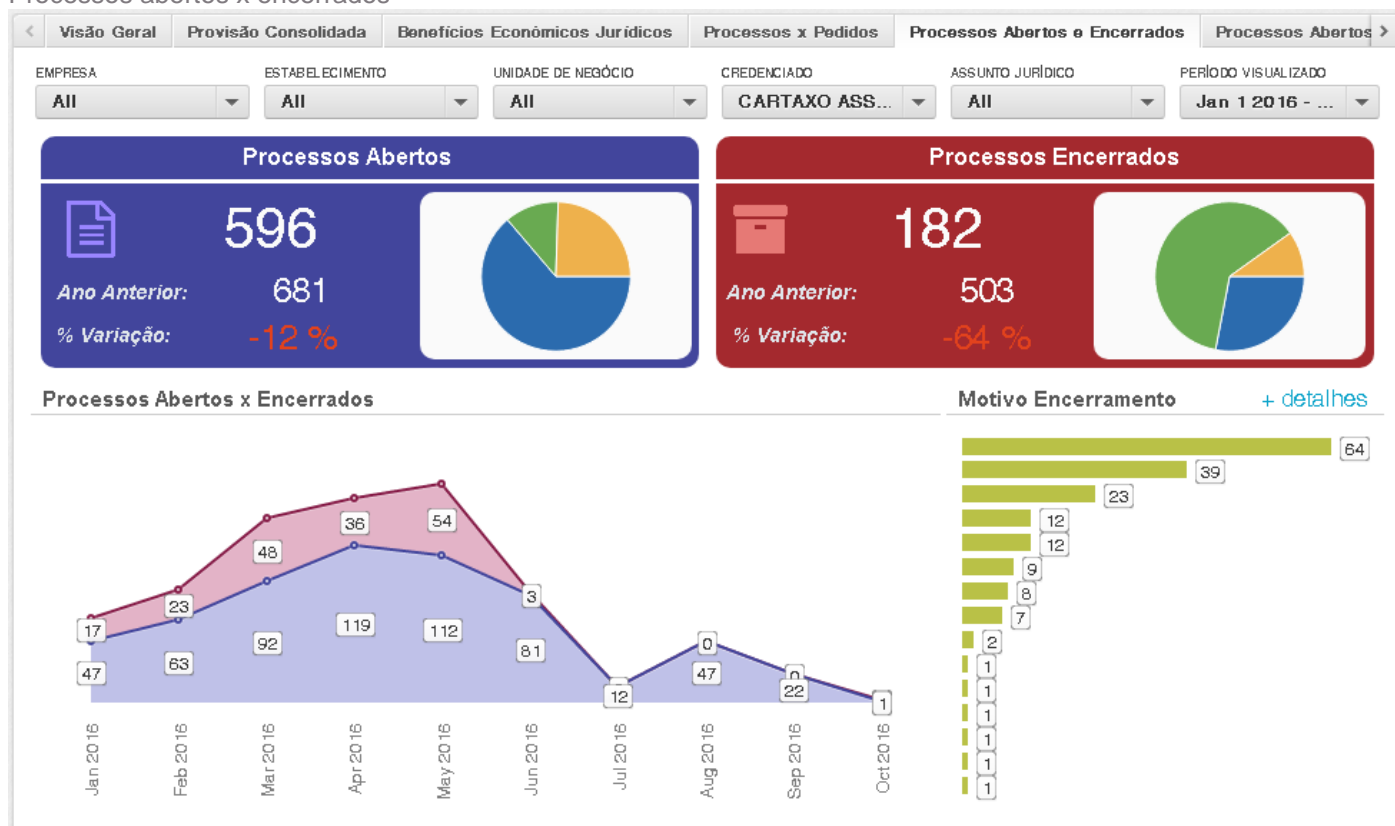 Processos abertos x encerrados
Visão Geral Provisão Consolidada Benefícios Econômicos Jurídicos Processos x Pedidos Processos Abertos e Encerrados Processos Abertos
EMPRESA ESTABELECIMENTO UNIDADE DE NEGÓCIO CREDENCIADO ASSUNTO JURÍDICO PERÍODO VISUALIZADO
All All All CARTAXO ASS... All Jan 1 2016 - ...
Processos Abertos
596
Ano Anterior: 681
% Variação: -12 %
Processos Encerrados
182
Ano Anterior: 503
% Variação: -64 %
Processos Abertos x Encerrados
17 23 48 36 54 3 0 0
47 63 92 119 112 81 12 47 22 1
Jan 2016 Feb 2016 Mar 2016 Apr 2016 May 2016 Jun 2016 Jul 2016 Aug 2016 Sep 2016 Oct 2016
Motivo Encerramento + detalhes
64
39
23
12
12
9
8
7
2
1
1
1
1
1
1